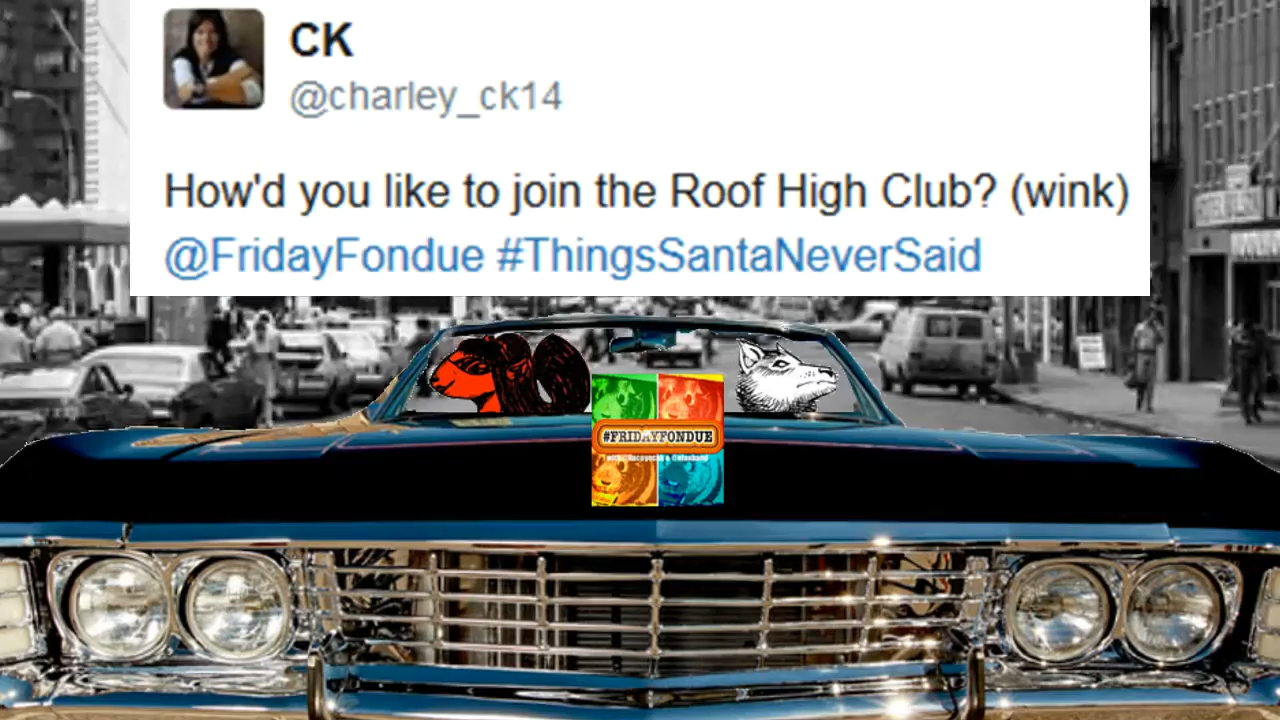 CK
@charley_ck14
How'd you like to join the Roof High Club? (wink)
@FridayFondue #ThingsSantaNeverSaid
#FRIDAYFONDUE